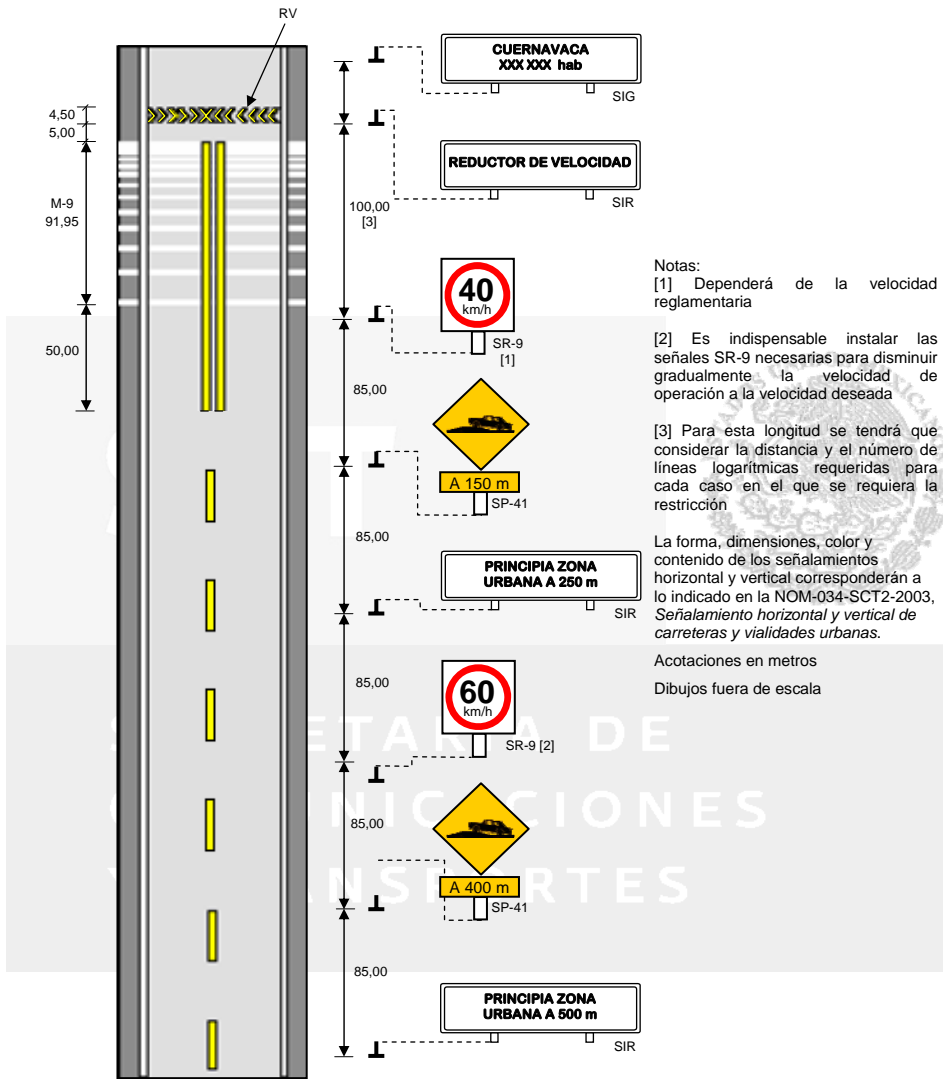 RV
CUERNAVACA
XXX XXX hab
SIG
4,50
5,00
REDUCTOR DE VELOCIDAD
SIR
M-9
91,95
100,00
[3]
40
km/h
SR-9
[1]
50,00
85,00
A 150 m
SP-41
85,00
PRINCIPIA ZONA
URBANA A 250 m
SIR
85,00
60
km/h
SR-9 [2]
85,00
A 400 m
SP-41
85,00
PRINCIPIA ZONA
URBANA A 500 m
SIR
Notas:
[1] Dependerá de la velocidad
reglamentaria
[2] Es indispensable instalar las
señales SR-9 necesarias para disminuir
gradualmente la velocidad de
operación a la velocidad deseada
[3] Para esta longitud se tendrá que
considerar la distancia y el número de
líneas logarítmicas requeridas para
cada caso en el que se requiera la
restricción
La forma, dimensiones, color y
contenido de los señalamientos
horizontal y vertical corresponderán a
lo indicado en la NOM-034-SCT2-2003,
Señalamiento horizontal y vertical de
carreteras y vialidades urbanas.
Acotaciones en metros
Dibujos fuera de escala